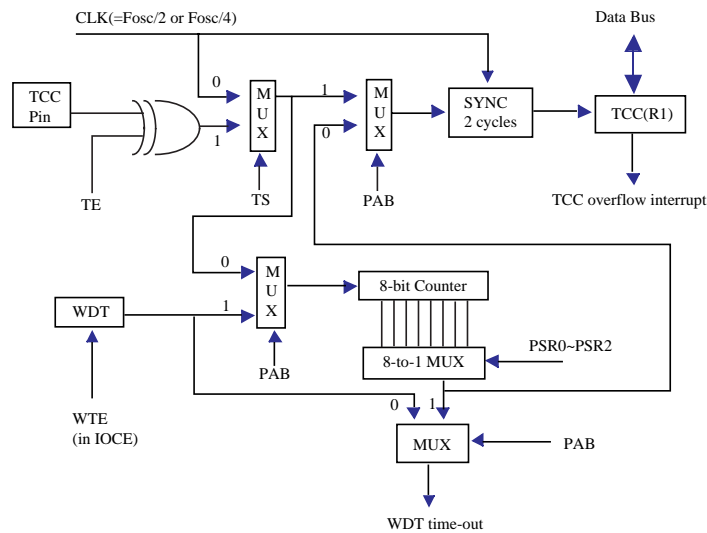 CLK(=Fosc/2 or Fosc/4)
Data Bus
TCC
Pin
0
1
M
U
X
1
0
M
U
X
SYNC
2 cycles
TCC(R1)
TE
TS
PAB
TCC overflow interrupt
0
1
M
U
X
8-bit Counter
WDT
PAB
8-to-1 MUX
PSR0~PSR2
WTE
(in IOCE)
0
1
MUX
PAB
WDT time-out